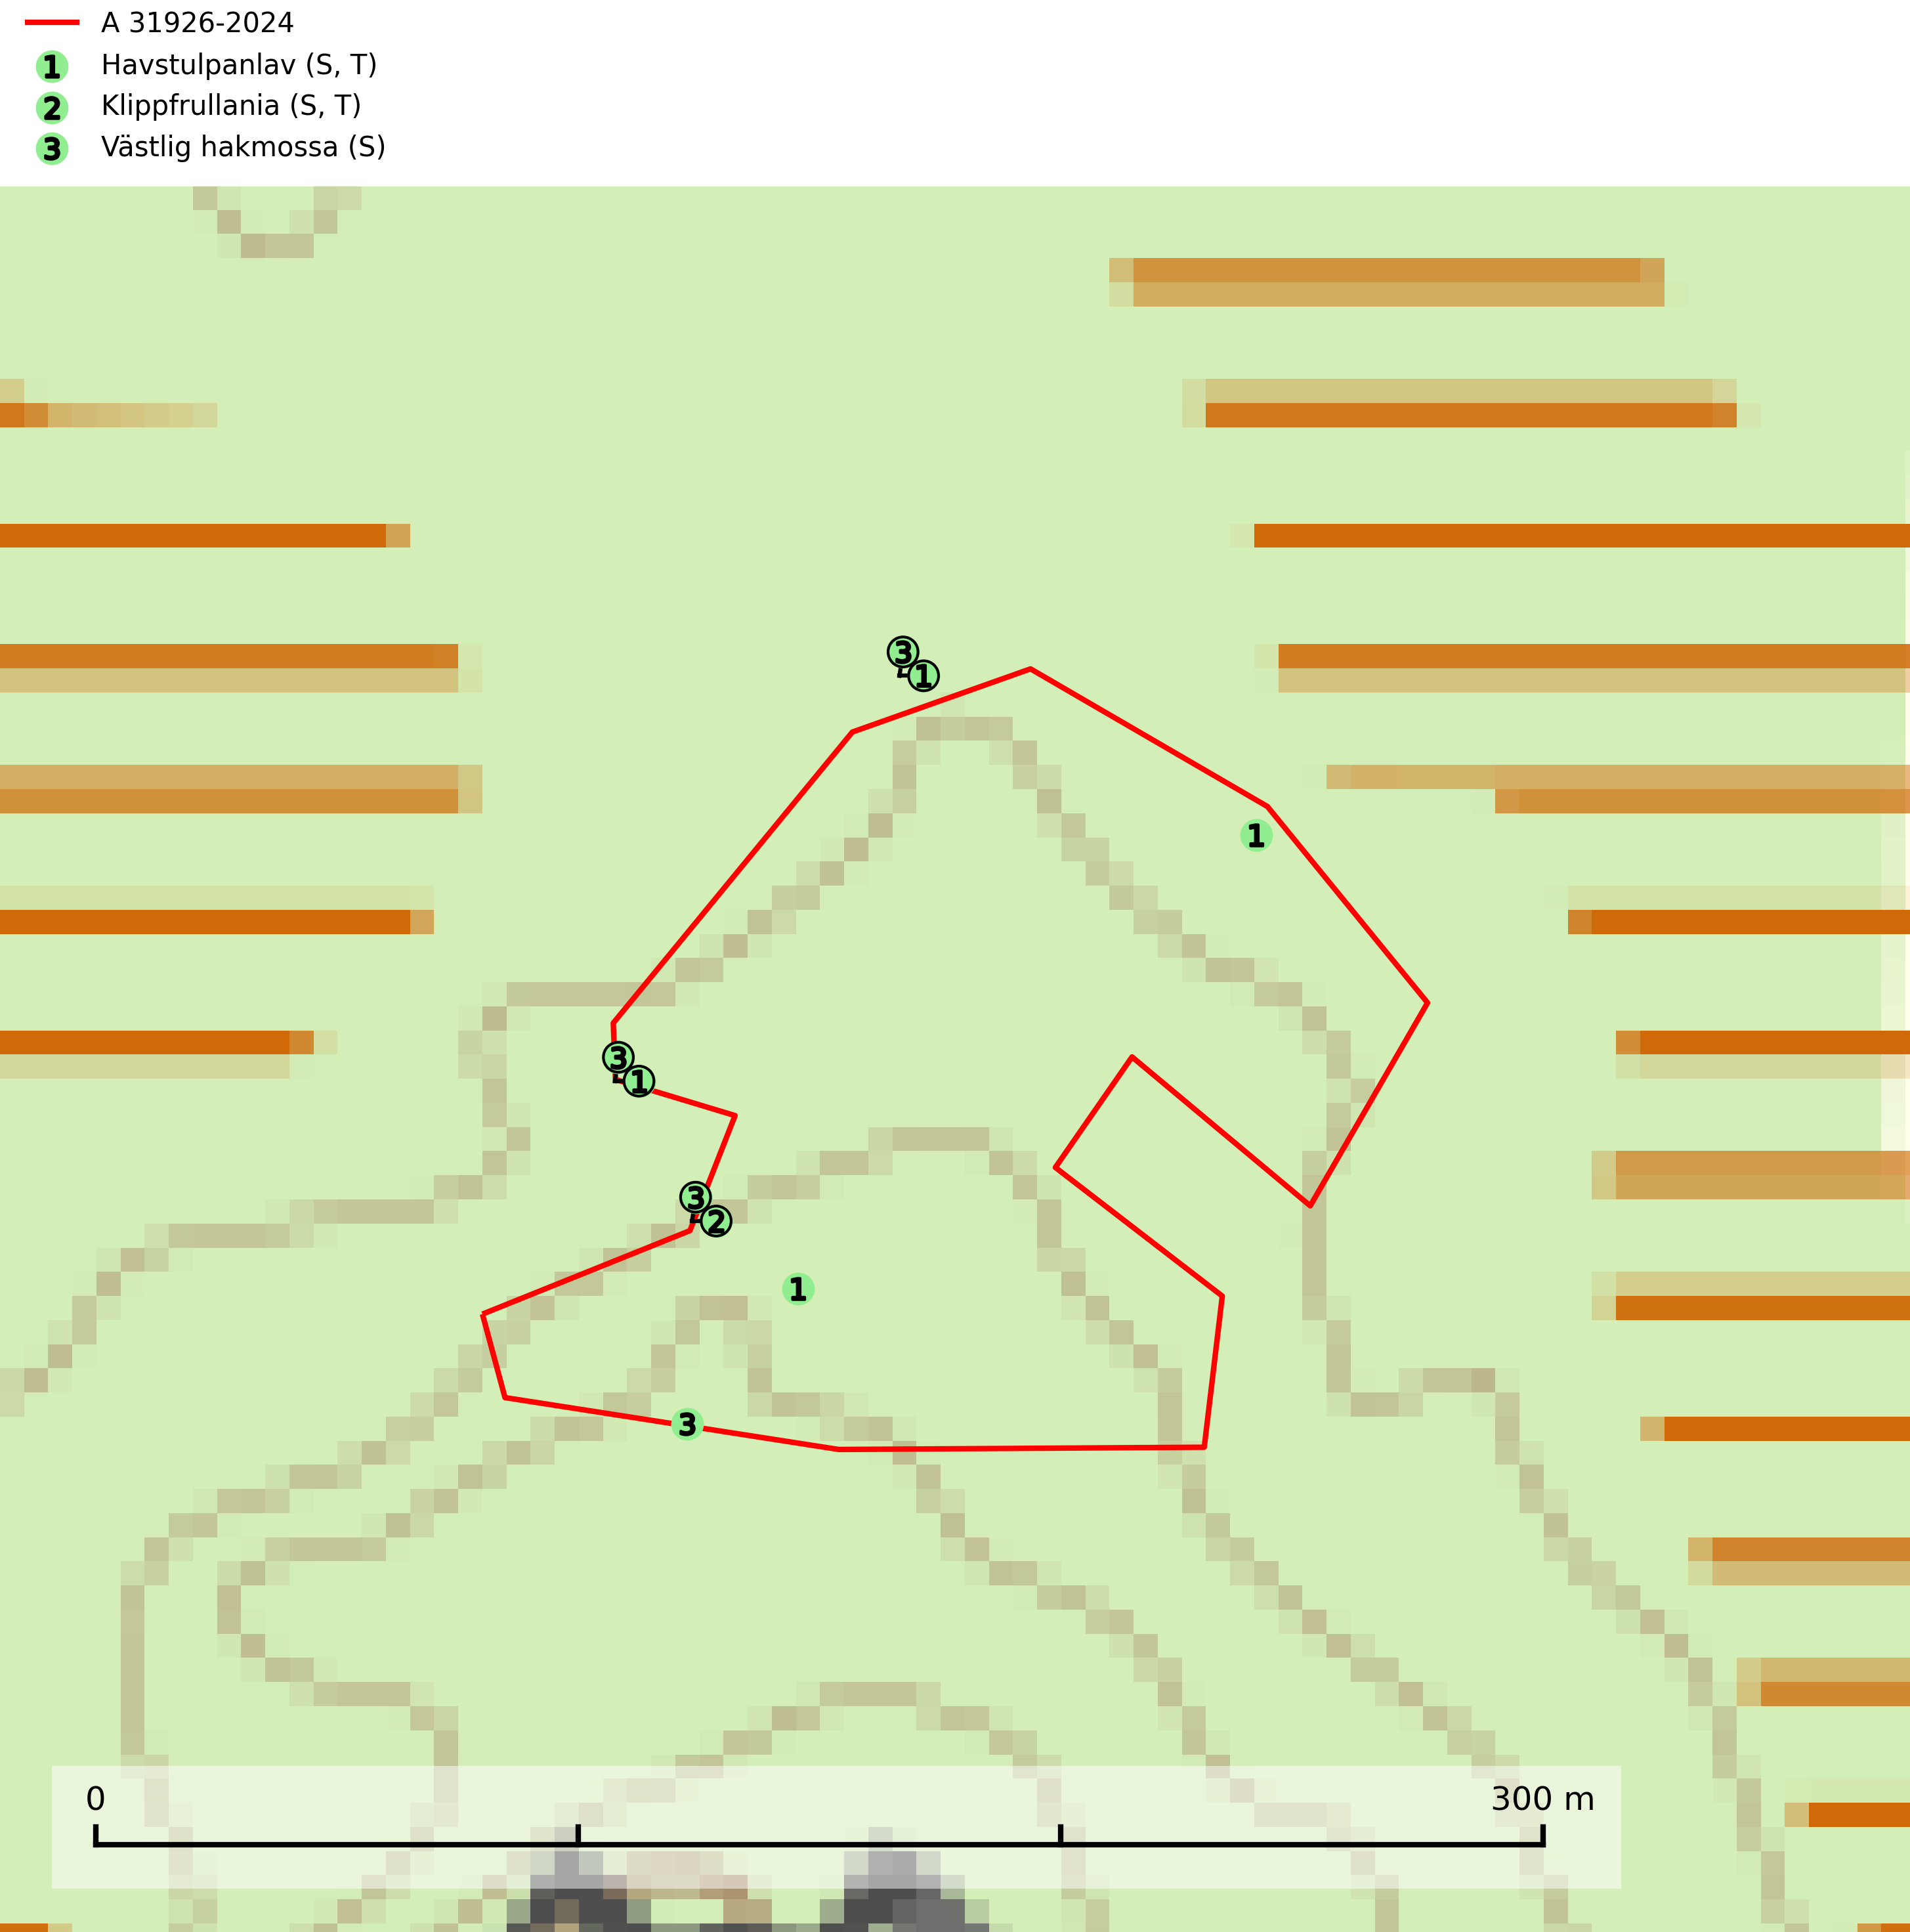 A 31926-2024
1 Havstulpanlav (S, T)
2 Klippfrullania (S, T)
3 Västlig hakmossa (S)
3
1
1
3
1
3
2
1
3
0 300 m